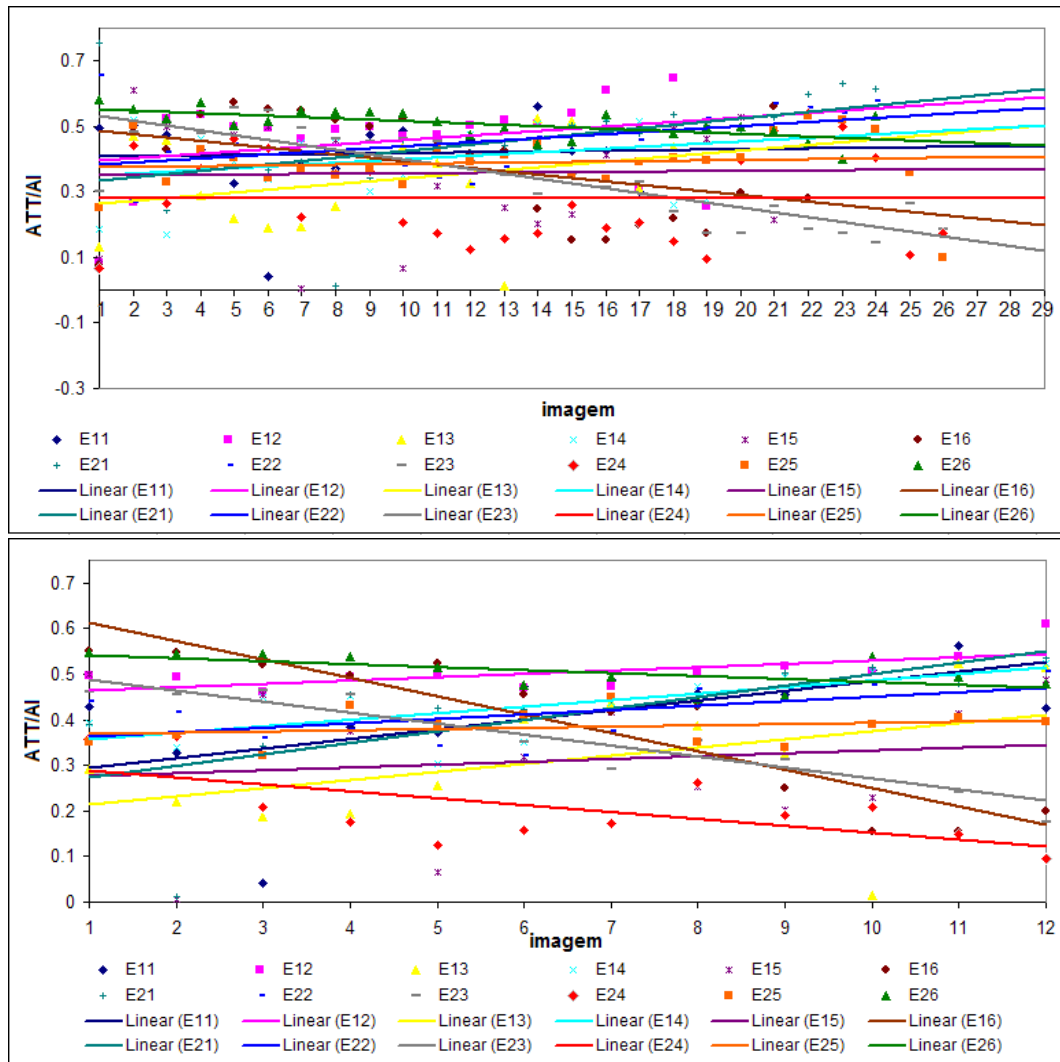 0.7
0.5
0.3
0.1
-0.1
-0.3
ATT/AI
1 2 3 4 5 6 7 8 9 10 11 12 13 14 15 16 17 18 19 20 21 22 23 24 25 26 27 28 29
imagem
E11 E12 E13 E14 E15 E16
E21 E22 E23 E24 E25 E26
Linear (E11) Linear (E12) Linear (E13) Linear (E14) Linear (E15) Linear (E16)
Linear (E21) Linear (E22) Linear (E23) Linear (E24) Linear (E25) Linear (E26)
0.7
0.6
0.5
0.4
0.3
0.2
0.1
0
ATT/AI
1 2 3 4 5 6 7 8 9 10 11 12
imagem
E11 E12 E13 E14 E15 E16
E21 E22 E23 E24 E25 E26
Linear (E11) Linear (E12) Linear (E13) Linear (E14) Linear (E15) Linear (E16)
Linear (E21) Linear (E22) Linear (E23) Linear (E24) Linear (E25) Linear (E26)